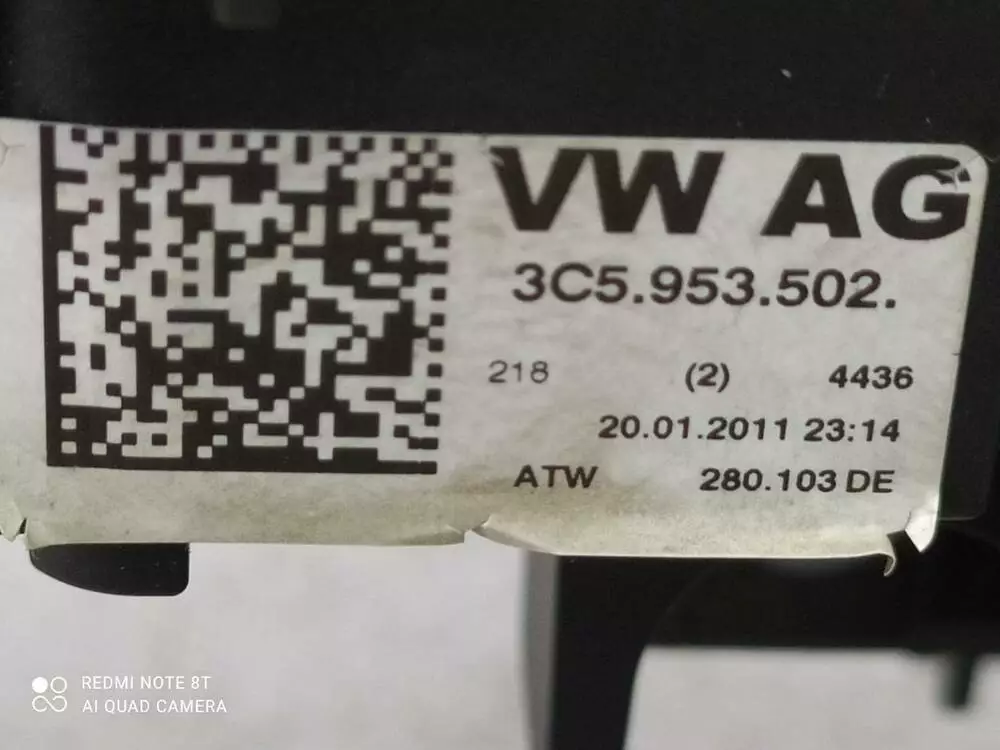 VW AG
3C5.953.502.
218 (2) 4436
20.01.2011 23:14
ATW 280.103 DE
REDMI NOTE 8T
AI QUAD CAMERA